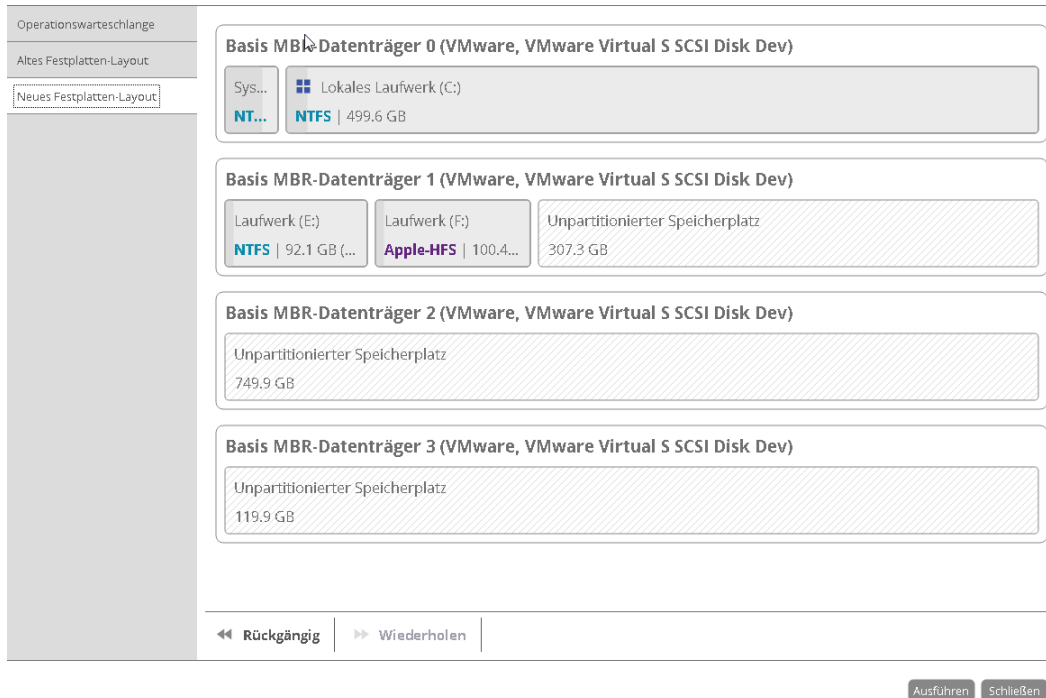 Operationswarteschlange
Altes Festplatten-Layout
Neues Festplatten-Layout
Basis MBR-Datenträger 0 (VMware, VMware Virtual S SCSI Disk Dev)
Sys...
NT...
Lokales Laufwerk (C:)
NTFS | 499.6 GB
Basis MBR-Datenträger 1 (VMware, VMware Virtual S SCSI Disk Dev)
Laufwerk (E:)
NTFS | 92.1 GB (...
Laufwerk (F:)
Apple-HFS | 100.4...
Unpartitionierter Speicherplatz
307.3 GB
Basis MBR-Datenträger 2 (VMware, VMware Virtual S SCSI Disk Dev)
Unpartitionierter Speicherplatz
749.9 GB
Basis MBR-Datenträger 3 (VMware, VMware Virtual S SCSI Disk Dev)
Unpartitionierter Speicherplatz
119.9 GB
Rückgängig
Wiederholen
Ausführen
Schließen